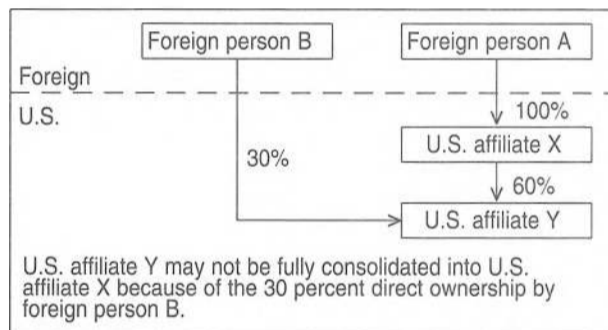 Foreign person B
Foreign person A
Foreign
U.S.
100%
U.S. affiliate X
30%
60%
U.S. affiliate Y
U.S. affiliate Y may not be fully consolidated into U.S.
affiliate X because of the 30 percent direct ownership by
foreign person B.